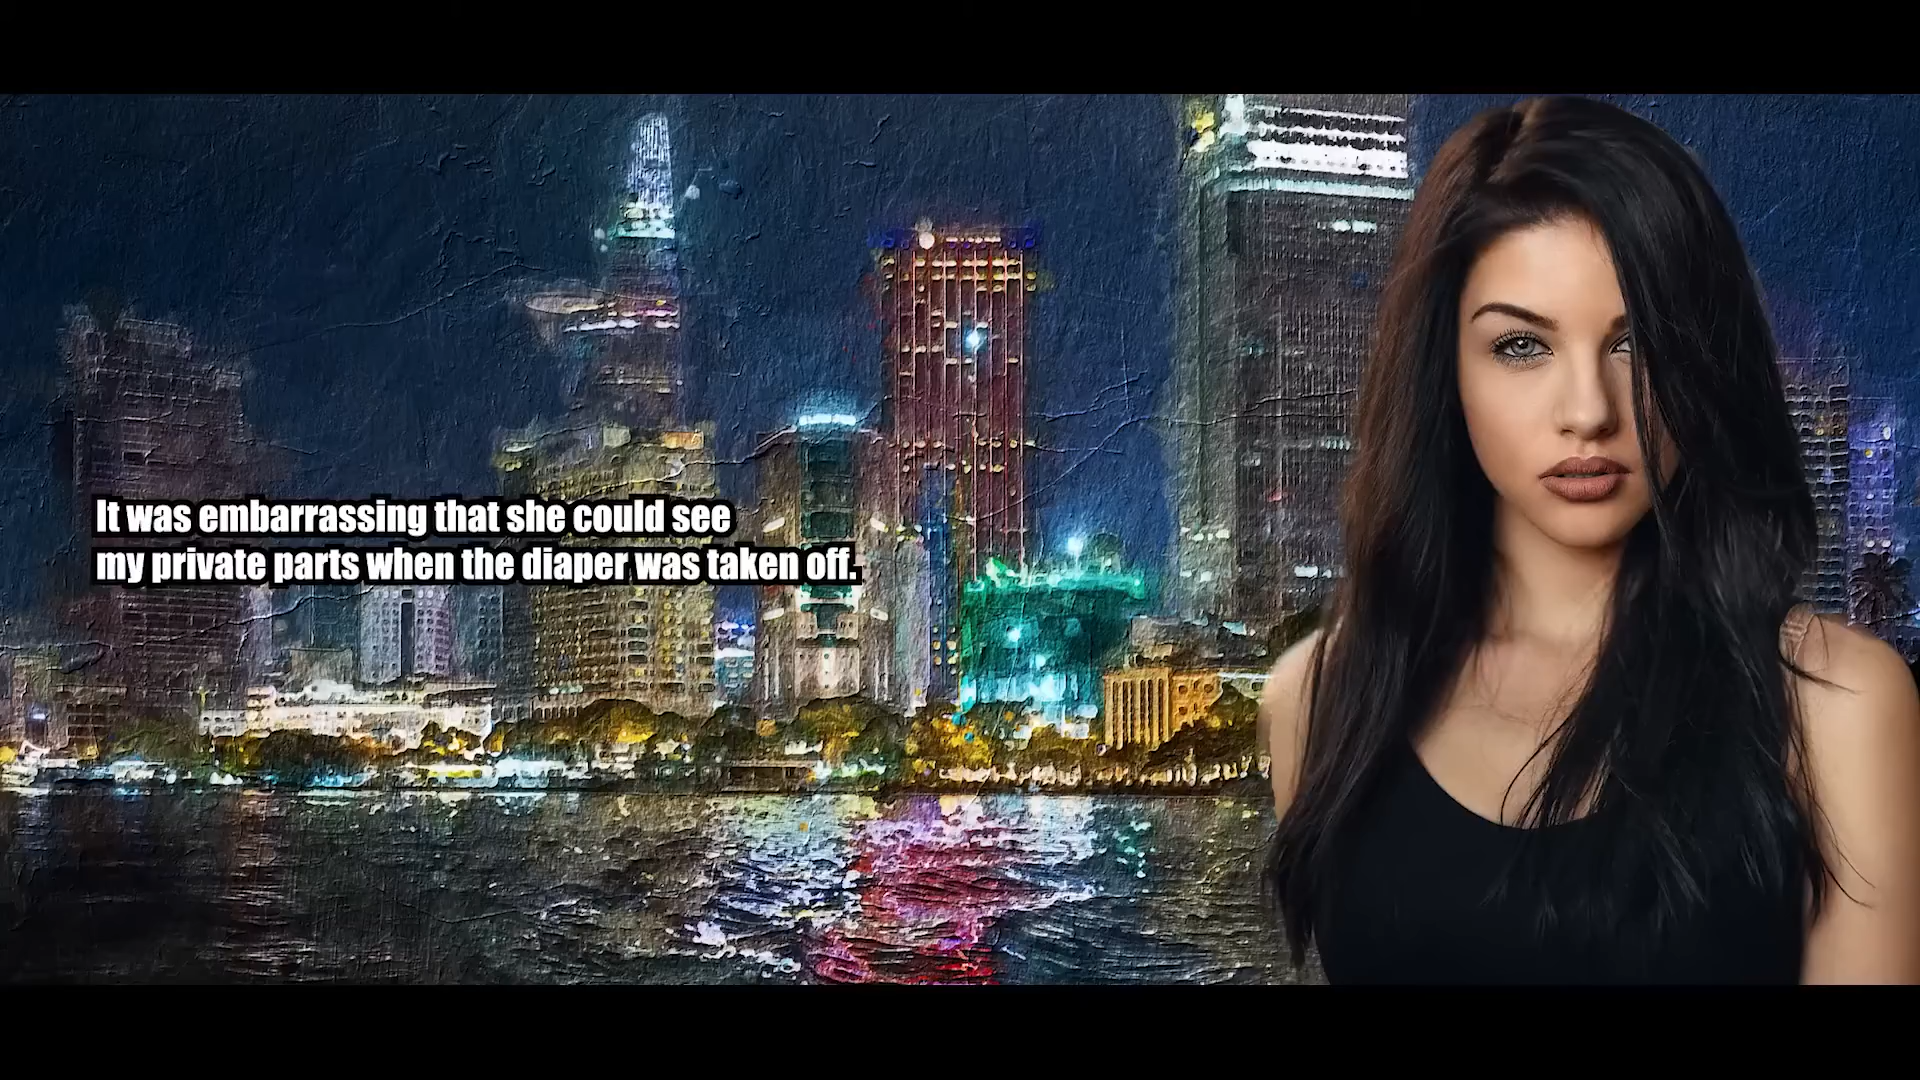 It was embarrassing that she could see
my private parts when the diaper was taken off.